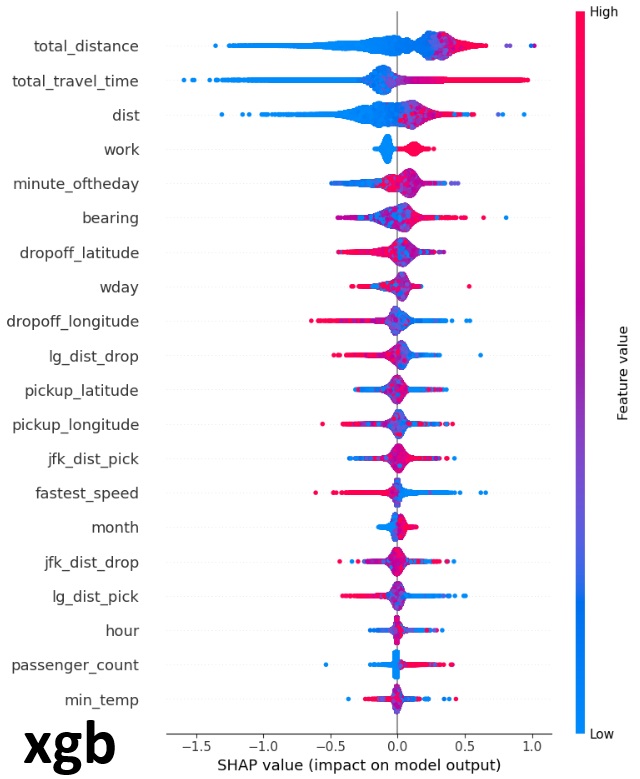 High
total_distance
total_travel_time
dist
work
minute_oftheday
bearing
dropoff_latitude
wday
dropoff_longitude
lg_dist_drop
pickup_latitude
pickup_longitude
jfk_dist_pick
fastest_speed
month
jfk_dist_drop
lg_dist_pick
hour
passenger_count
min_temp
Feature value
Low
−1.5 −1.0 −0.5 0.0 0.5 1.0
SHAP value (impact on model output)
xgb